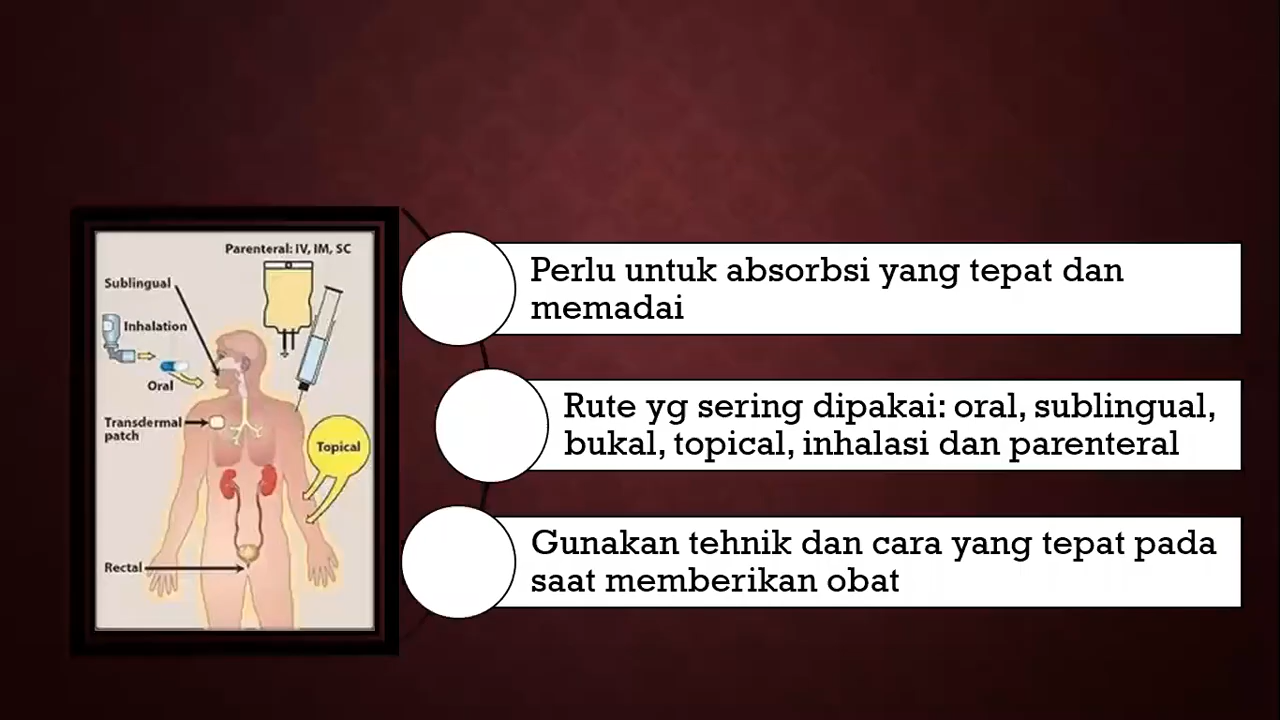 Parenteral: IV, IM, SC
Sublingual
Inhalation
Oral
Transdermal
patch
Topical
Rectal
Perlu untuk absorbsi yang tepat dan
memadai
Rute yg sering dipakai: oral, sublingual,
bukal, topical, inhalasi dan parenteral
Gunakan tehnik dan cara yang tepat pada
saat memberikan obat